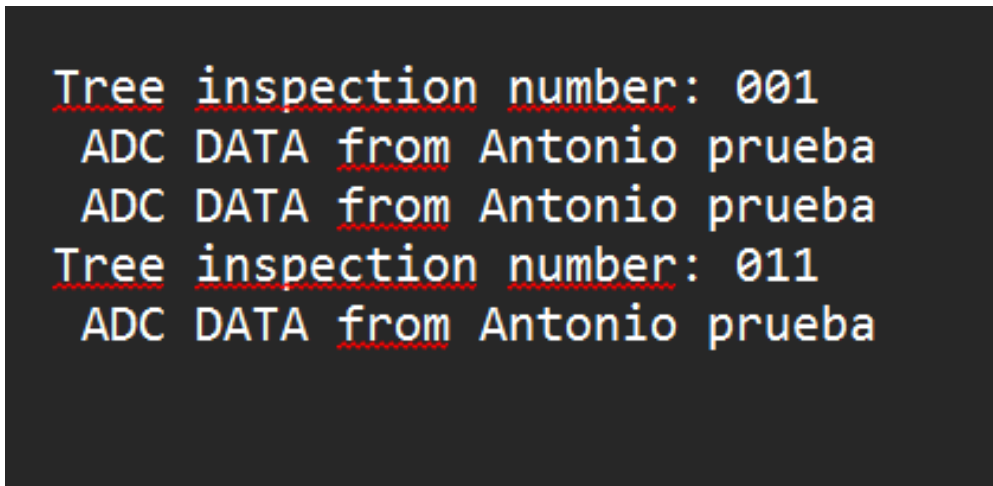 Tree inspection number: 001
ADC DATA from Antonio prueba
ADC DATA from Antonio prueba
Tree inspection number: 011
ADC DATA from Antonio prueba